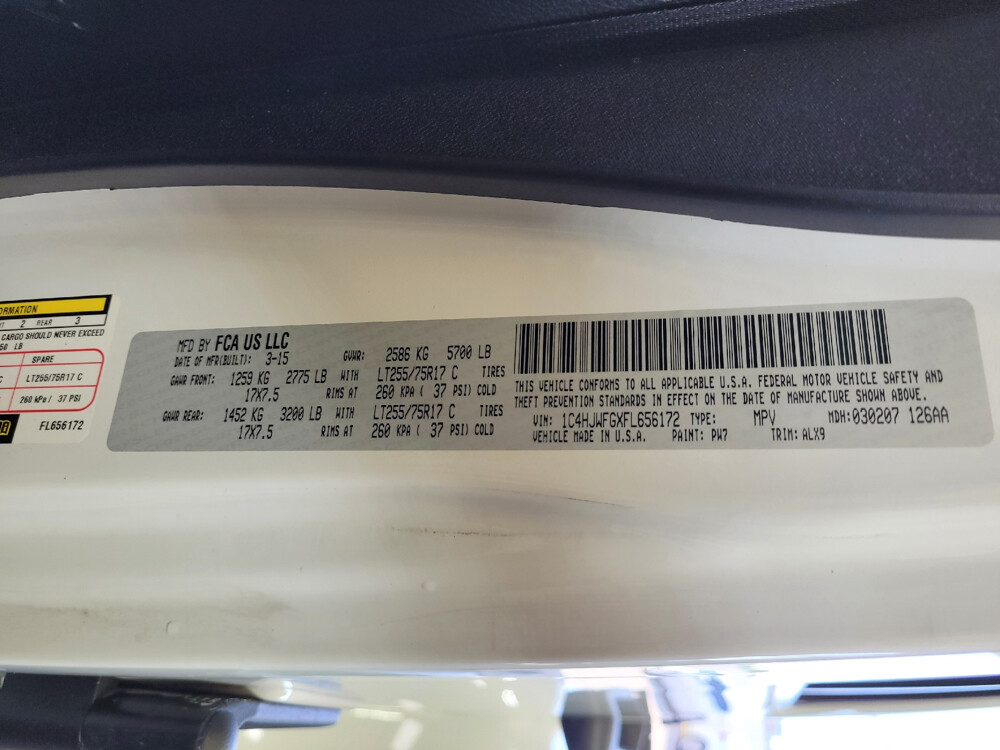 ORMATION
2 REAR 3
CARGO SHOULD NEVER EXCEED
LB
SPARE
LT255/75R17 C
260 kPa / 37 PSI
FL656172
MFD BY FCA US LLC
DATE OF MFR(BUILT): 3-15 GVWR: 2586 KG 5700 LB
GAWR FRONT: 1259 KG 2775 LB WITH LT255/75R17 C TIRES
17X7.5 RIMS AT 260 KPA ( 37 PSI) COLD
GAWR REAR: 1452 KG 3200 LB WITH LT255/75R17 C TIRES
17X7.5 RIMS AT 260 KPA ( 37 PSI) COLD
THIS VEHICLE CONFORMS TO ALL APPLICABLE U.S.A. FEDERAL MOTOR VEHICLE SAFETY AND
THEFT PREVENTION STANDARDS IN EFFECT ON THE DATE OF MANUFACTURE SHOWN ABOVE.
VIN: 1C4HJWFGXFL656172 TYPE: MPV MDH:030207 126AA
VEHICLE MADE IN U.S.A. PAINT: PW7 TRIM: ALX9